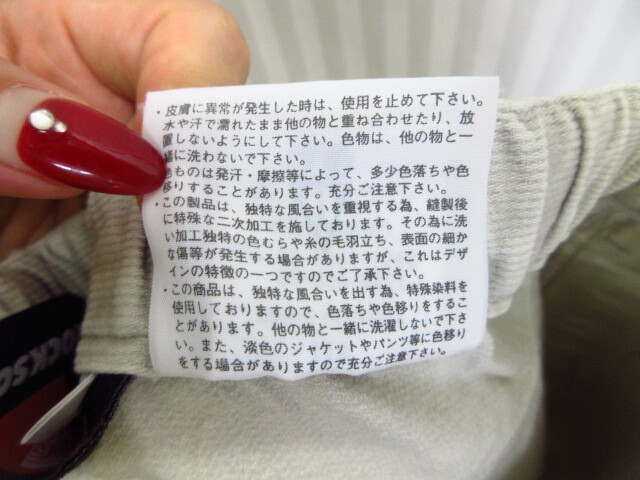 ・皮膚に異常が発生した時は、使用を止めて下さい。
水や汗で濡れたまま他の物と重ね合わせたり、放
置しないようにして下さい。色物は、他の物と一
緒に洗わないで下さい。
色ものは発汗・摩擦等によって、多少色落ちや色
移りすることがあります。充分ご注意下さい。
・この製品は、独特な風合いを重視する為、縫製後
に特殊な二次加工を施しております。その為に洗
い加工独特の色むらや糸の毛羽立ち、表面の細か
な傷等が発生する場合がありますが、これはデザ
インの特徴の一つですのでご了承下さい。
・この商品は、独特な風合いを出す為、特殊染料を
使用しておりますので、色落ちや色移りをするこ
とがあります。他の物と一緒に洗濯しないで下さ
い。また、淡色のジャケットやパンツ等に色移り
をする場合がありますので充分ご注意下さい。